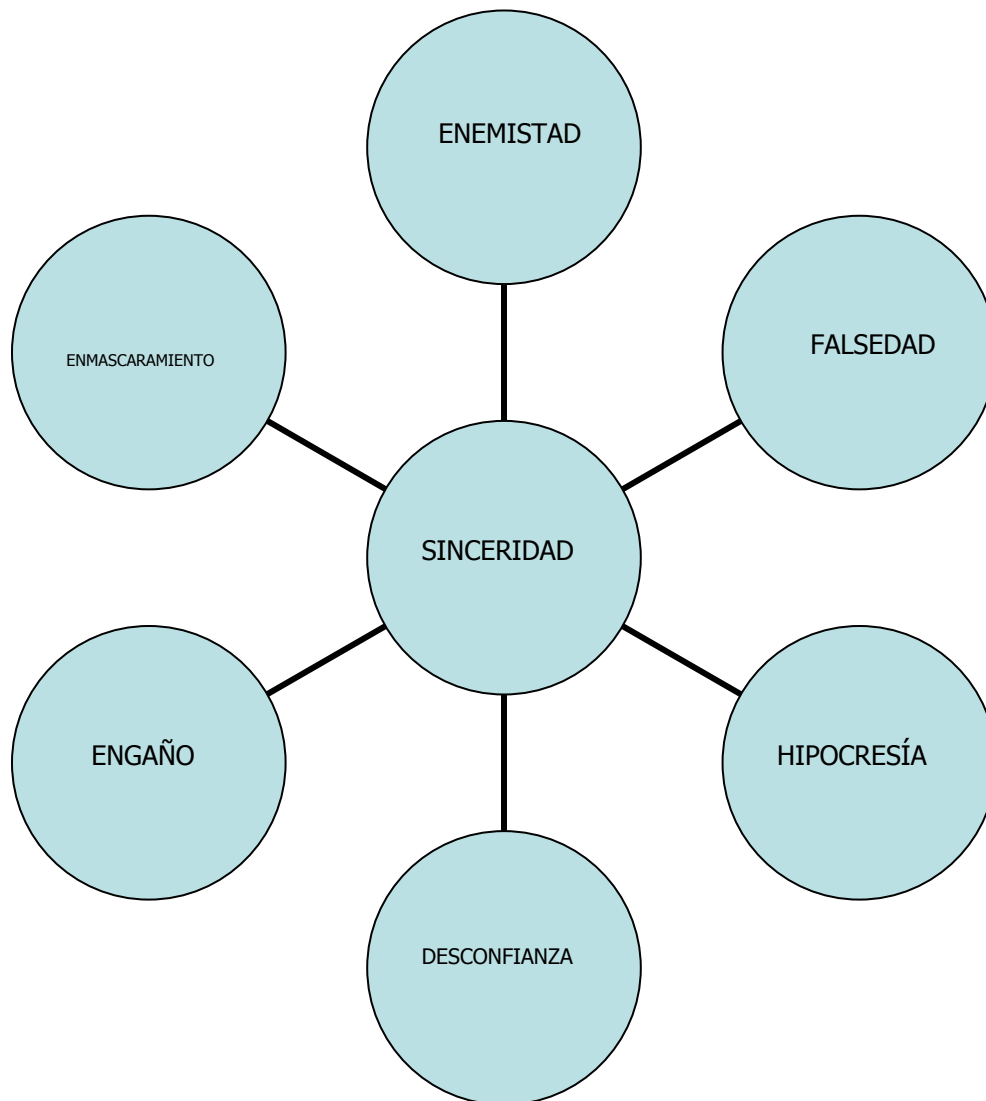 ENEMISTAD
ENMASCARAMIENTO
FALSEDAD
SINCERIDAD
ENGAÑO
HIPOCRESÍA
DESCONFIANZA